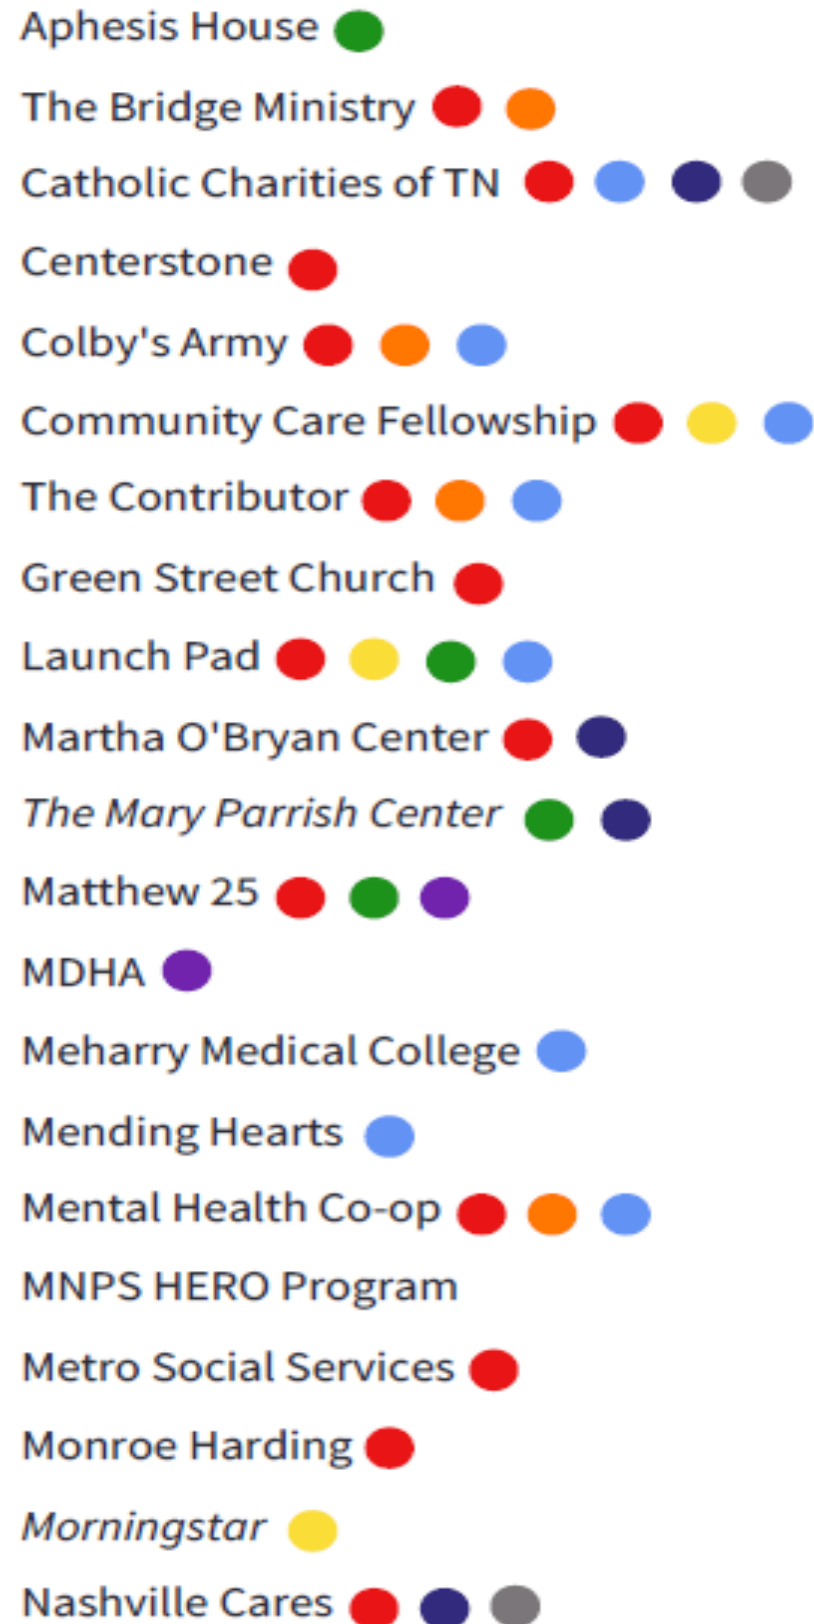 Aphesis House
The Bridge Ministry
Catholic Charities of TN
Centerstone
Colby's Army
Community Care Fellowship
The Contributor
Green Street Church
Launch Pad
Martha O'Bryan Center
The Mary Parrish Center
Matthew 25
MDHA
Meharry Medical College
Mending Hearts
Mental Health Co-op
MNPS HERO Program
Metro Social Services
Monroe Harding
Morningstar
Nashville Cares